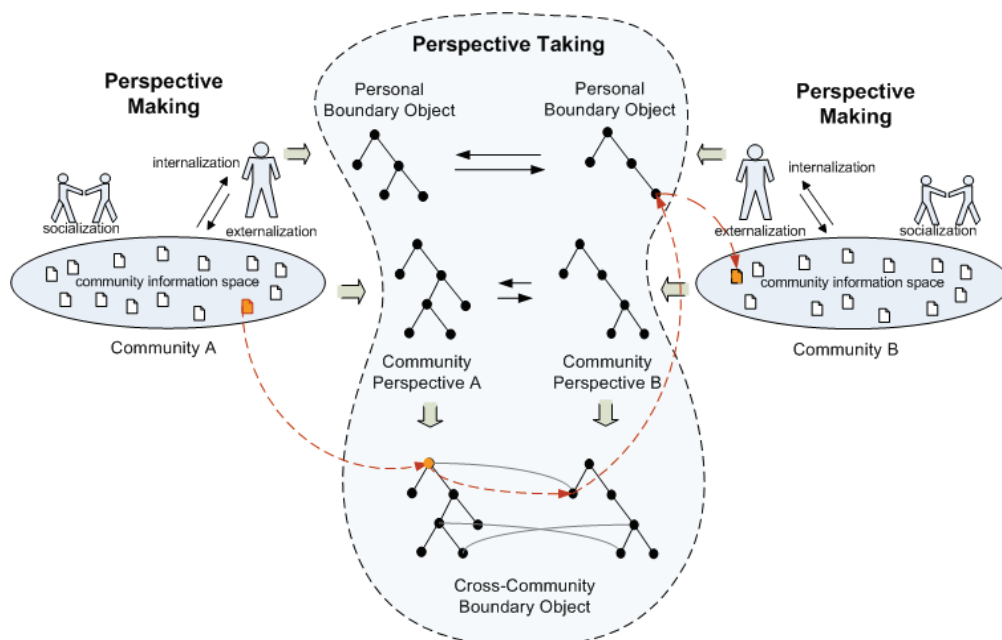 Perspective Taking
Perspective
Making
Personal
Boundary Object
Personal
Boundary Object
Perspective
Making
internalization
socialization
externalization
community information space
Community A
internalization
externalization
socialization
community information space
Community B
Community
Perspective A
Community
Perspective B
Cross-Community
Boundary Object